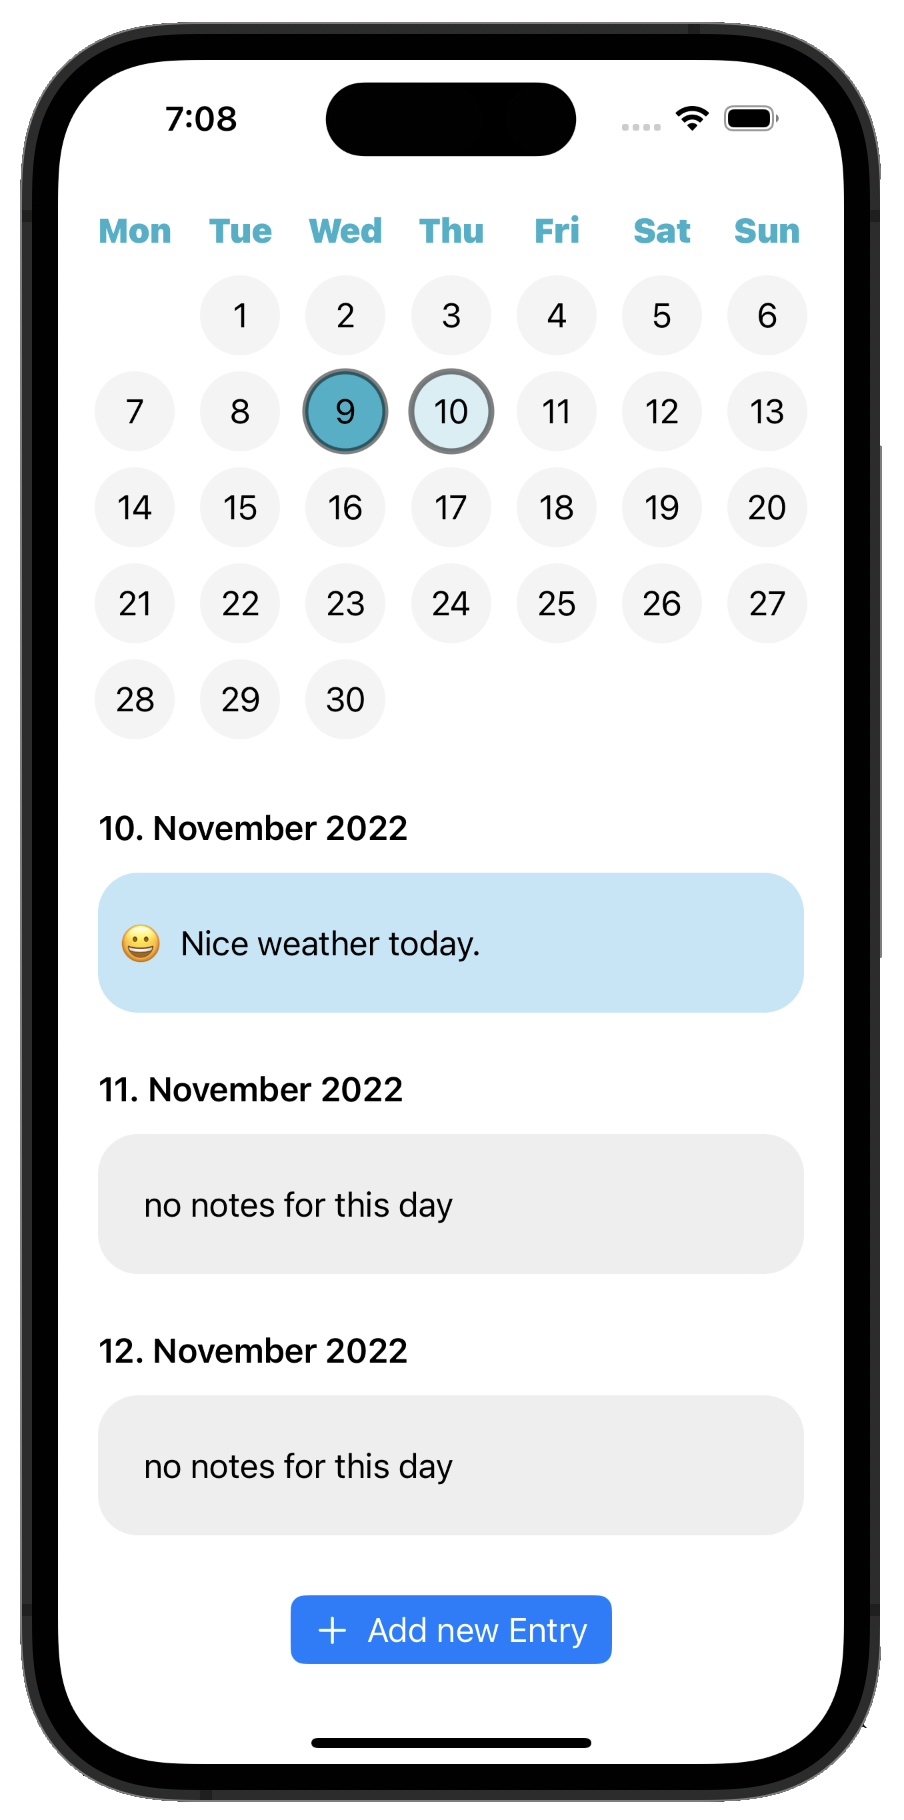 7:08
Mon Tue Wed Thu Fri Sat Sun
1 2 3 4 5 6
7 8 9 10 11 12 13
14 15 16 17 18 19 20
21 22 23 24 25 26 27
28 29 30
10. November 2022
😀 Nice weather today.
11. November 2022
no notes for this day
12. November 2022
no notes for this day
+ Add new Entry